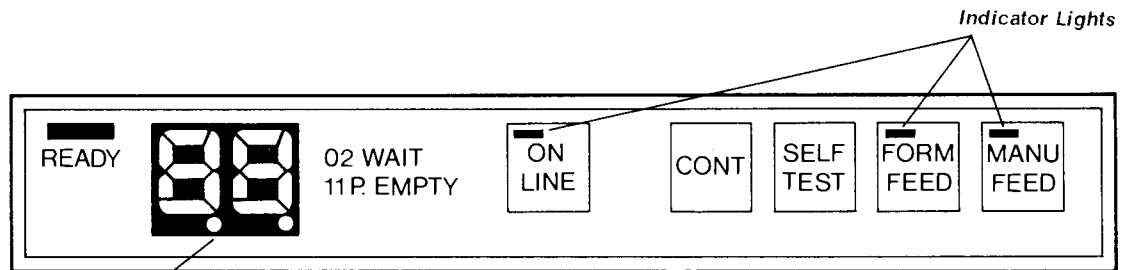 Indicator Lights
READY
02 WAIT
11 P. EMPTY
ON
LINE
CONT
SELF
TEST
FORM
FEED
MANU
FEED